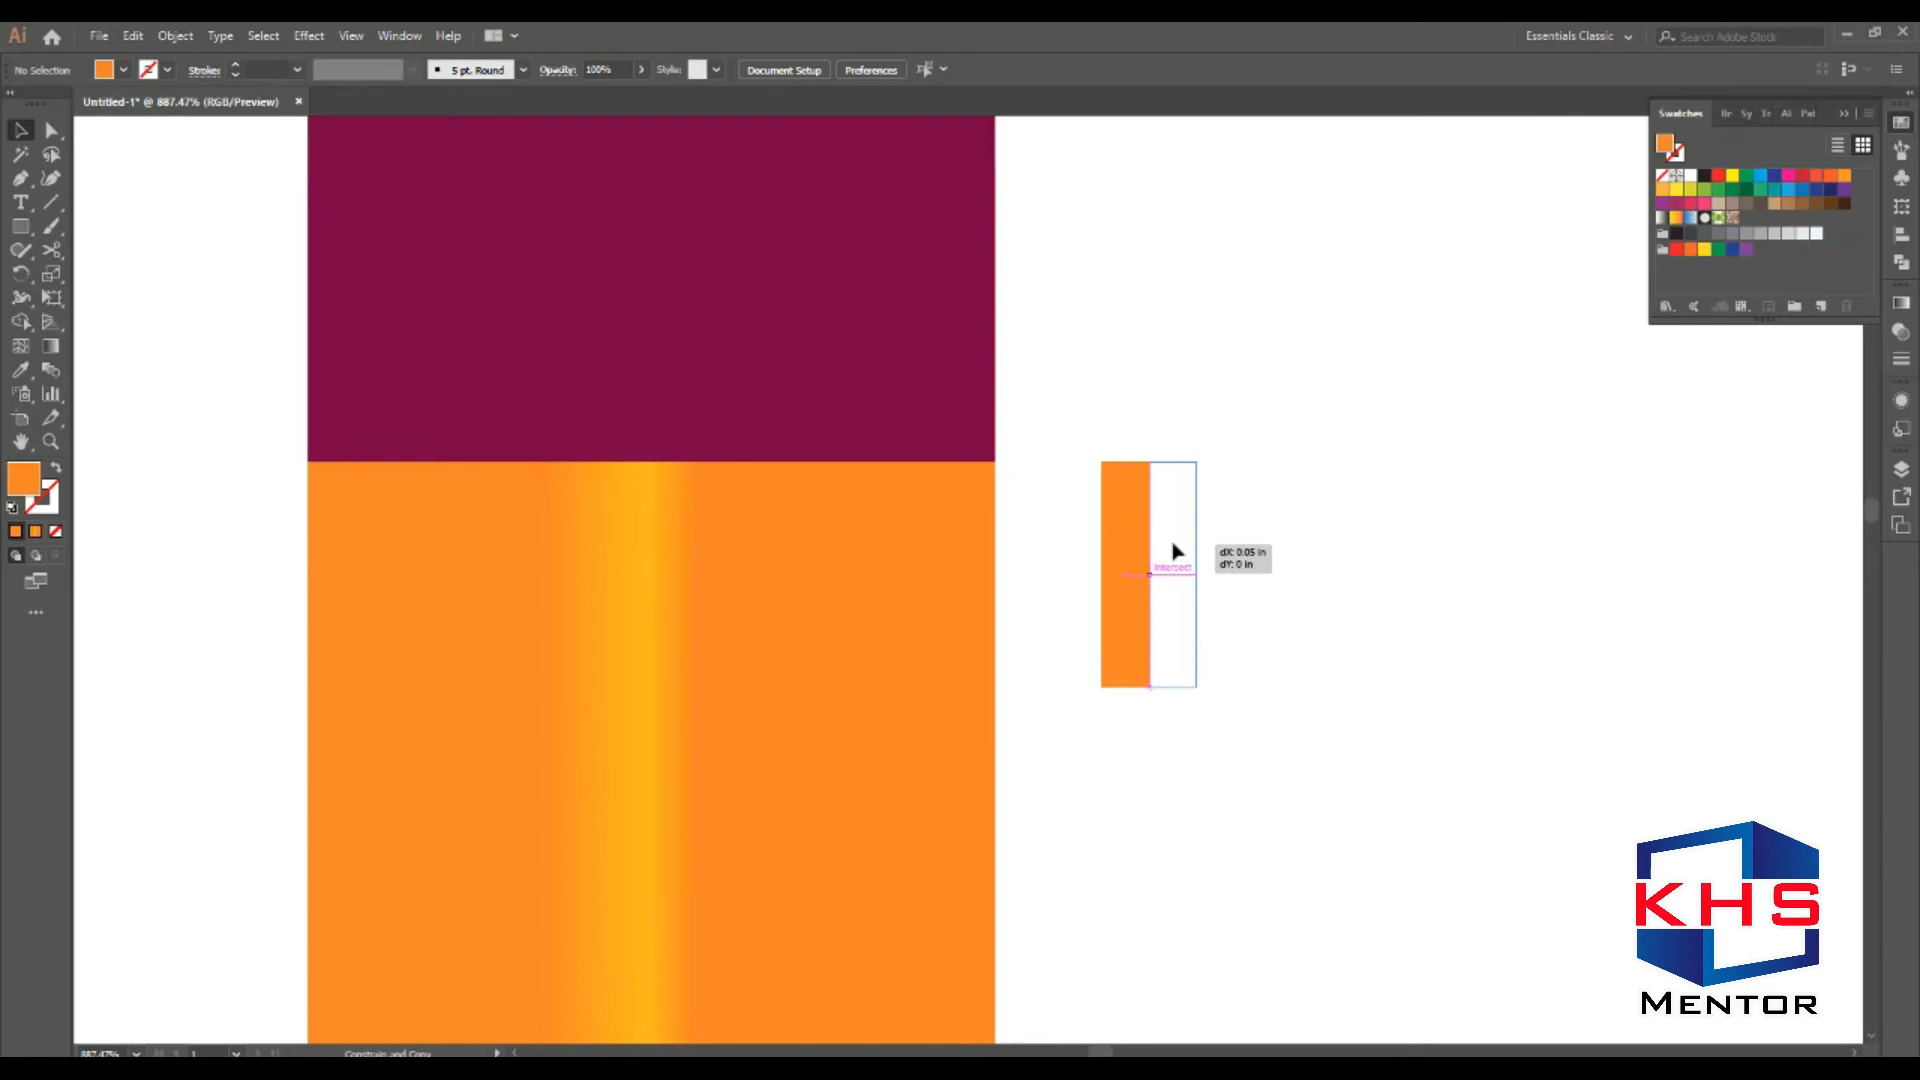 Ai File Edit Object Type Select Effect View Window Help Essentials Classic Search Adobe Stock
No Selection Stroke: 5 pt. Round Opacity: 100% Style: Document Setup Preferences
Untitled-1* @ 887.47% (RGB/Preview)
Swatches Br Sy Tr Al Pat
dX: 0.05 in
dY: 0 in
intersect
KHS
MENTOR
887.47% 1 Constrain and Copy